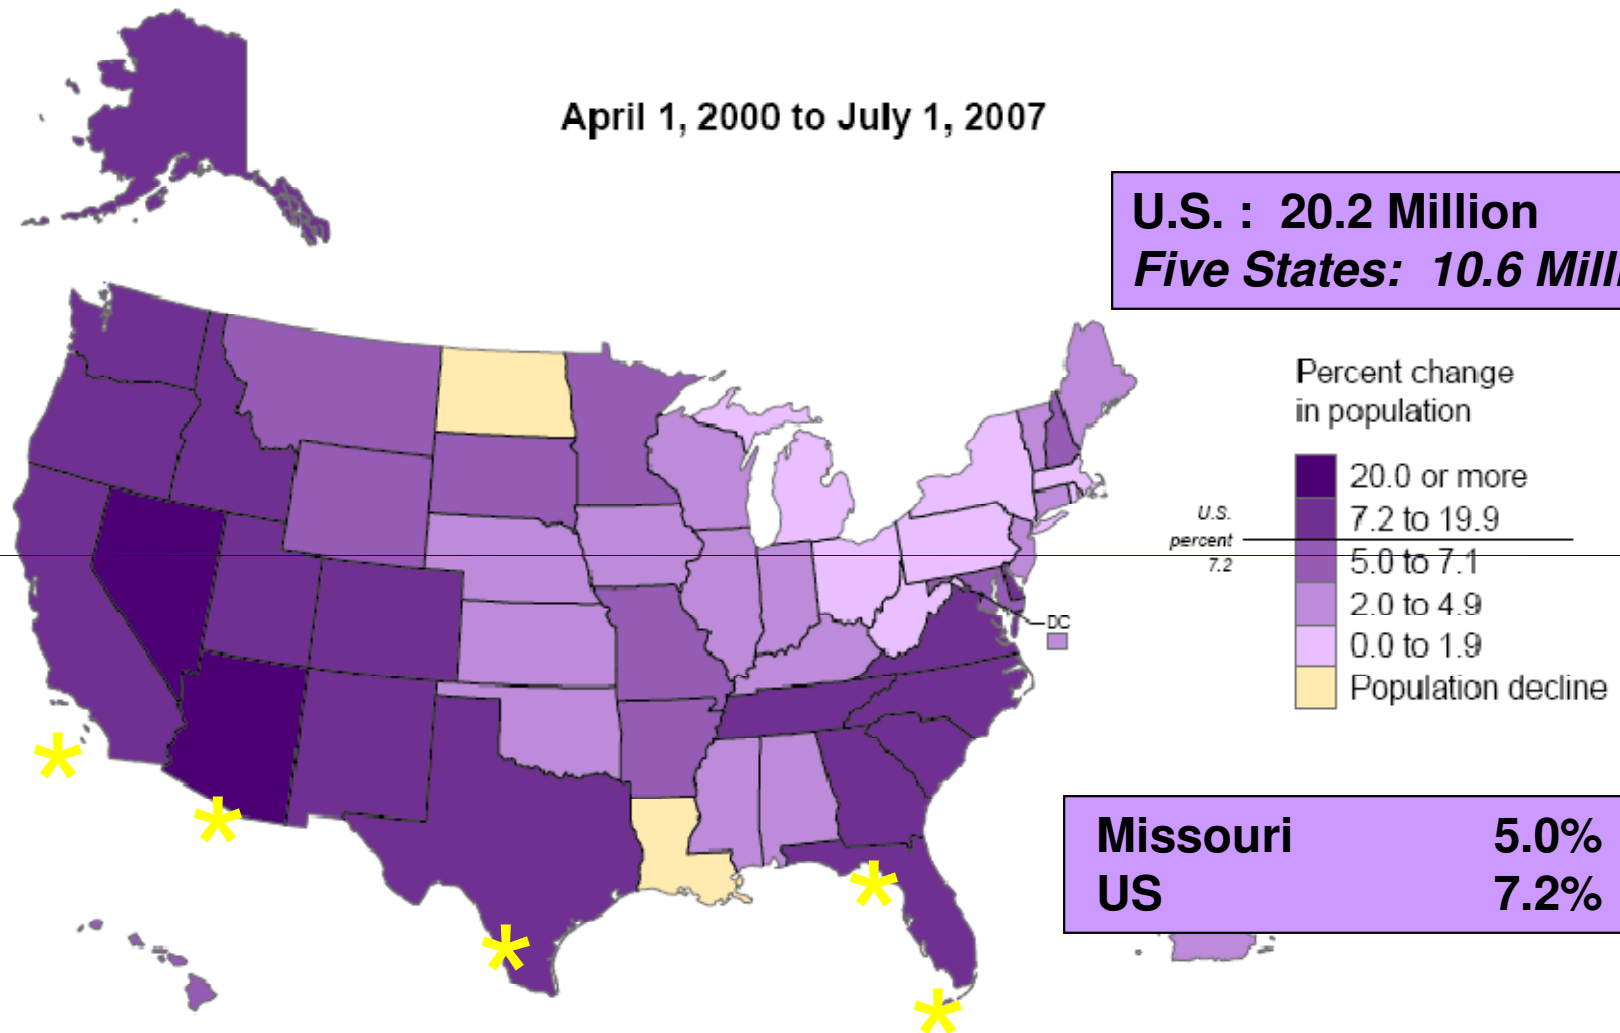 April 1, 2000 to July 1, 2007
U.S. : 20.2 Million
Five States: 10.6 Milli
Percent change
in population
20.0 or more
7.2 to 19.9
5.0 to 7.1
2.0 to 4.9
0.0 to 1.9
Population decline
U.S.
percent
7.2
DC
Missouri 5.0%
US 7.2%